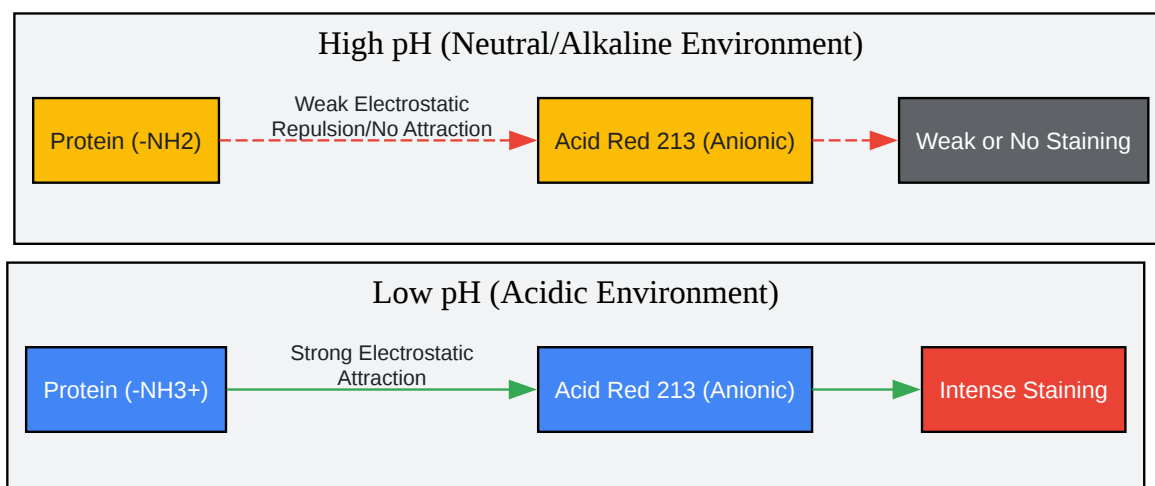 High pH (Neutral/Alkaline Environment)
Protein (-NH2)
Weak Electrostatic
Repulsion/No Attraction
Acid Red 213 (Anionic)
Weak or No Staining
Low pH (Acidic Environment)
Protein (-NH3+)
Strong Electrostatic
Attraction
Acid Red 213 (Anionic)
Intense Staining